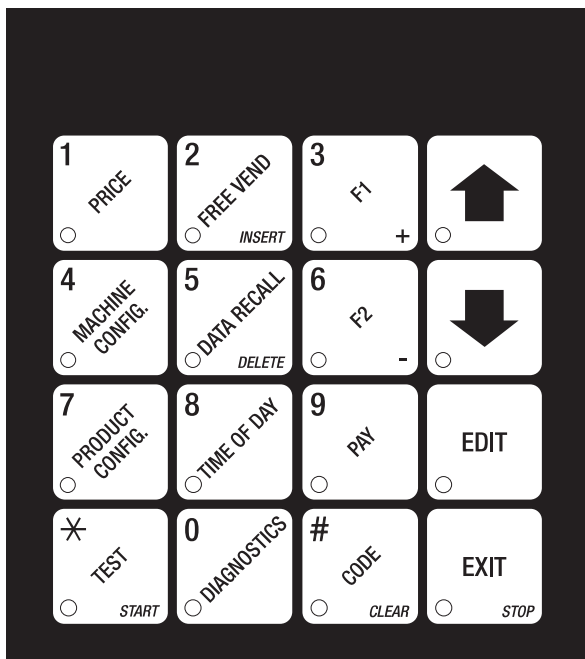 1
PRICE
2
FREE VEND
INSERT
3
F1
+
4
MACHINE
CONFIG.
5
DATA RECALL
DELETE
6
F2
-
7
PRODUCT
CONFIG.
8
TIME OF DAY
9
PAY
EDIT
*
TEST
START
0
DIAGNOSTICS
#
CODE
CLEAR
EXIT
STOP